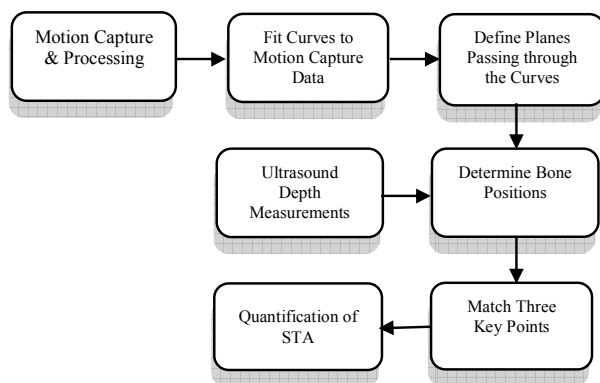 Motion Capture
& Processing
Fit Curves to
Motion Capture
Data
Define Planes
Passing through
the Curves
Ultrasound
Depth
Measurements
Determine Bone
Positions
Quantification of
STA
Match Three
Key Points